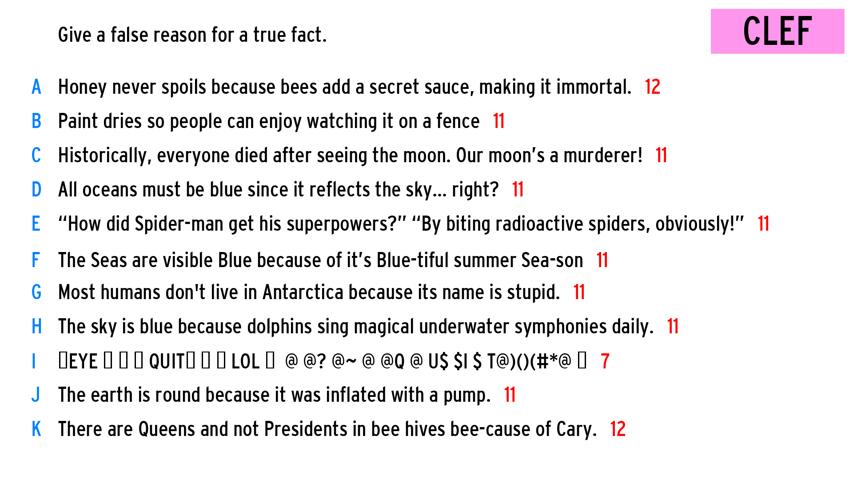 Give a false reason for a true fact.
CLEF
A Honey never spoils because bees add a secret sauce, making it immortal. 12
B Paint dries so people can enjoy watching it on a fence 11
C Historically, everyone died after seeing the moon. Our moon's a murderer! 11
D All oceans must be blue since it reflects the sky... right? 11
E “How did Spider-man get his superpowers?” “By biting radioactive spiders, obviously!” 11
F The Seas are visible Blue because of it's Blue-tiful summer Sea-son 11
G Most humans don't live in Antarctica because its name is stupid. 11
H The sky is blue because dolphins sing magical underwater symphonies daily. 11
I ▯EYE ▯ ▯ ▯ QUIT▯ ▯ ▯ LOL ▯ @ @? @~ @ @Q @ U$ $I $ T@)()(#*@ ▯ 7
J The earth is round because it was inflated with a pump. 11
K There are Queens and not Presidents in bee hives bee-cause of Cary. 12